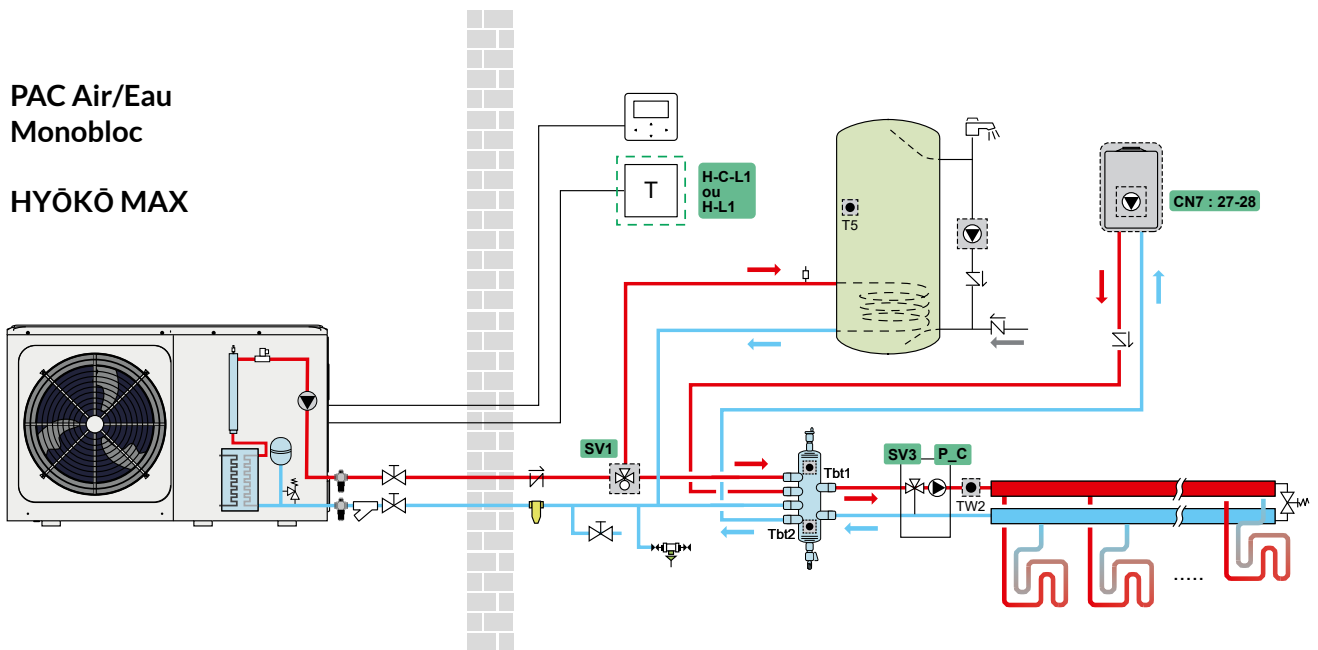 PAC Air/Eau
Monobloc
HYŌKŌ MAX
T
H-C-L1
ou
H-L1
T5
CN7 : 27-28
SV1
Tbt1
SV3
P_C
TW2
Tbt2
.....